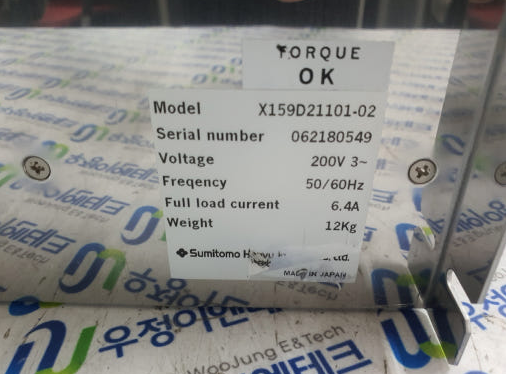 TORQUE
OK
Model X159D21101-02
Serial number 062180549
Voltage 200V 3~
Freqency 50/60Hz
Full load current 6.4A
Weight 12Kg
Sumitomo Ltd.
MADE IN JAPAN
우정이앤테크
WooJung E&Tech